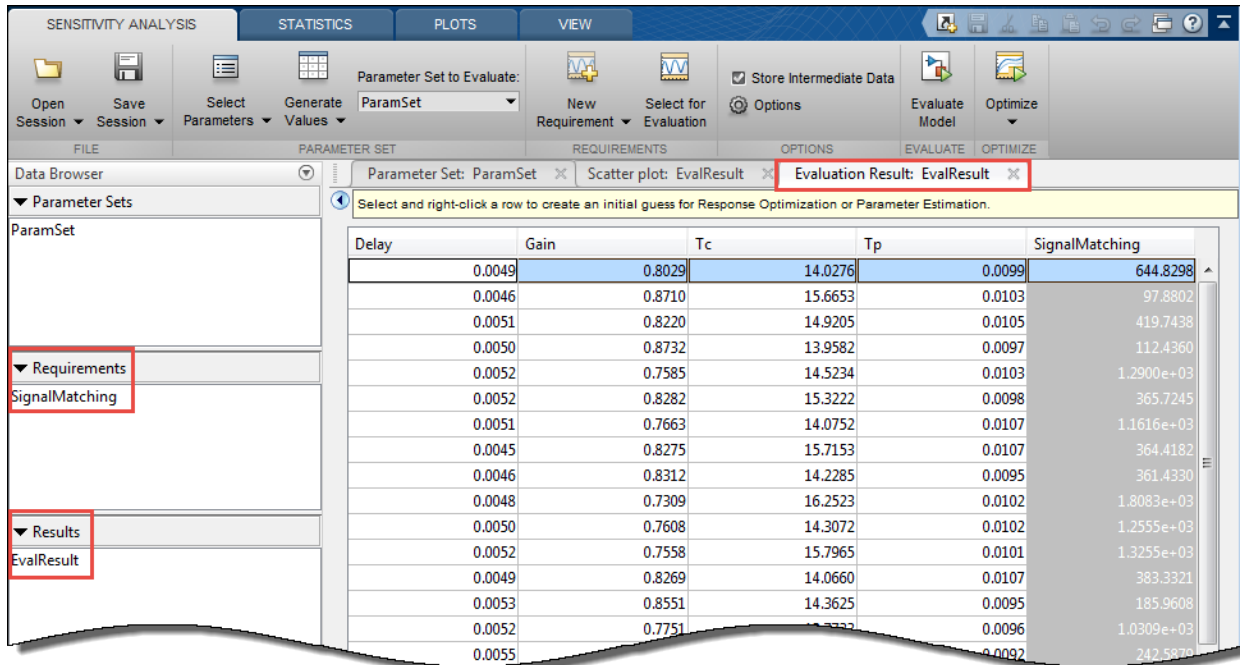 SENSITIVITY ANALYSIS STATISTICS PLOTS VIEW
Open Session
Save Session
Select Parameters
Generate Values
Parameter Set to Evaluate:
ParamSet
New Requirement
Select for Evaluation
Store Intermediate Data
Options
Evaluate Model
Optimize
FILE PARAMETER SET REQUIREMENTS OPTIONS EVALUATE OPTIMIZE
Data Browser
Parameter Sets
ParamSet
Requirements
SignalMatching
Results
EvalResult
Parameter Set: ParamSet Scatter plot: EvalResult Evaluation Result: EvalResult
Select and right-click a row to create an initial guess for Response Optimization or Parameter Estimation.
Delay Gain Tc Tp SignalMatching
0.0049 0.8029 14.0276 0.0099 644.8298
0.0046 0.8710 15.6653 0.0103 97.8802
0.0051 0.8220 14.9205 0.0105 419.7438
0.0050 0.8732 13.9582 0.0097 112.4360
0.0052 0.7585 14.5234 0.0103 1.2900e+03
0.0052 0.8282 15.3222 0.0098 365.7245
0.0051 0.7663 14.0752 0.0107 1.1616e+03
0.0045 0.8275 15.7153 0.0107 364.4182
0.0046 0.8312 14.2285 0.0095 361.4330
0.0048 0.7309 16.2523 0.0102 1.8083e+03
0.0050 0.7608 14.3072 0.0102 1.2555e+03
0.0052 0.7558 15.7965 0.0101 1.3255e+03
0.0049 0.8269 14.0660 0.0107 383.3321
0.0053 0.8551 14.3625 0.0095 185.9608
0.0052 0.7751 0.0096 1.0309e+03
0.0055 0.0092 242.5879